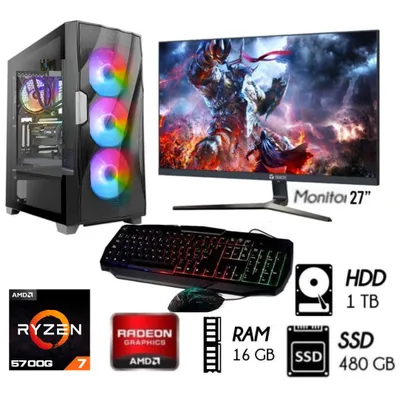 Monitor 27”
AMD
RYZEN
5700G 7
RADEON
GRAPHICS
AMD
RAM
16 GB
HDD
1 TB
SSD
SSD
480 GB